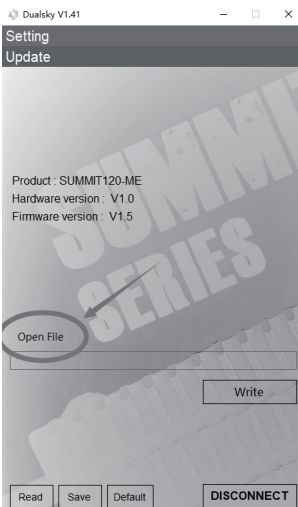 Dualsky V1.41
Setting
Update
SUMMIT
SERIES
Product : SUMMIT120-ME
Hardware version : V1.0
Firmware version : V1.5
Open File
Write
Read Save Default DISCONNECT